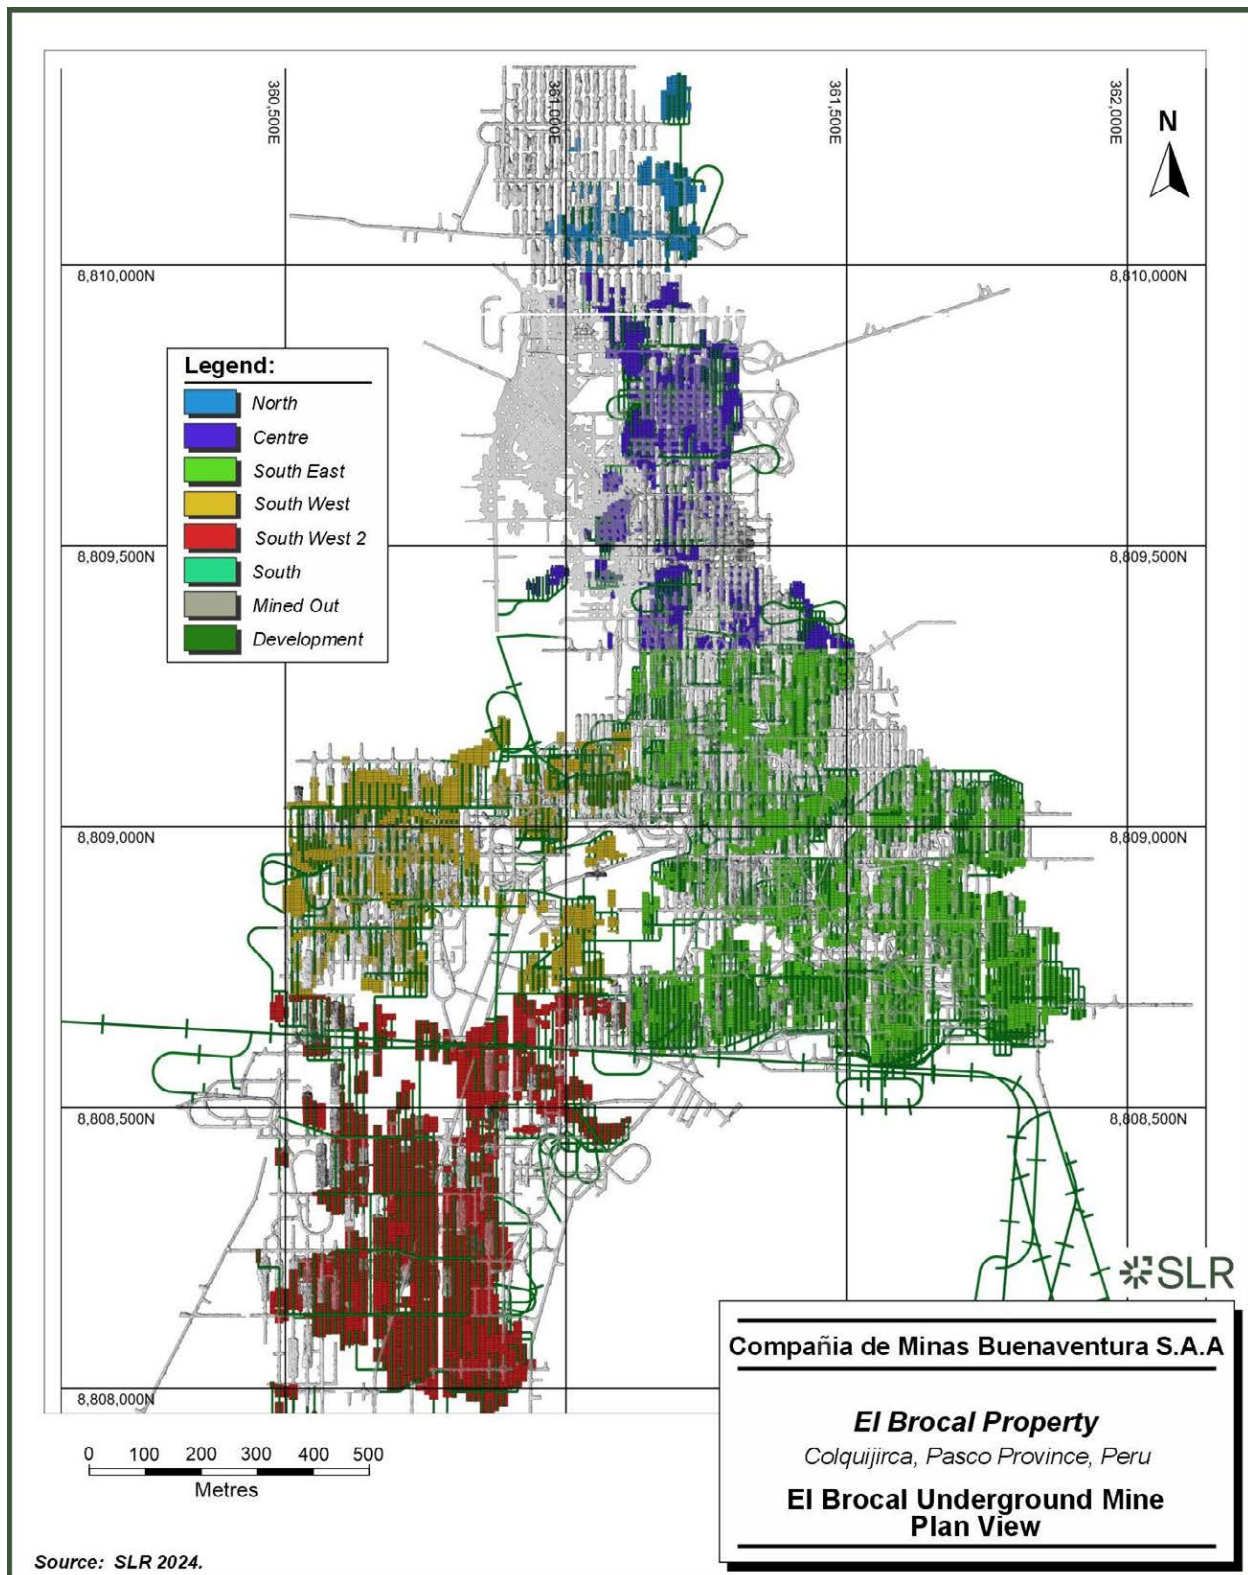 360,500E
361,000E
361,500E
362,000E
N
8,810,000N
8,810,000N
Legend:
North
Centre
South East
South West
South West 2
South
Mined Out
Development
8,809,500N
8,809,500N
8,809,000N
8,809,000N
8,808,500N
8,808,500N
8,808,000N
SLR
0 100 200 300 400 500
Metres
Compañia de Minas Buenaventura S.A.A
El Brocal Property
Colquijirca, Pasco Province, Peru
El Brocal Underground Mine
Plan View
Source: SLR 2024.